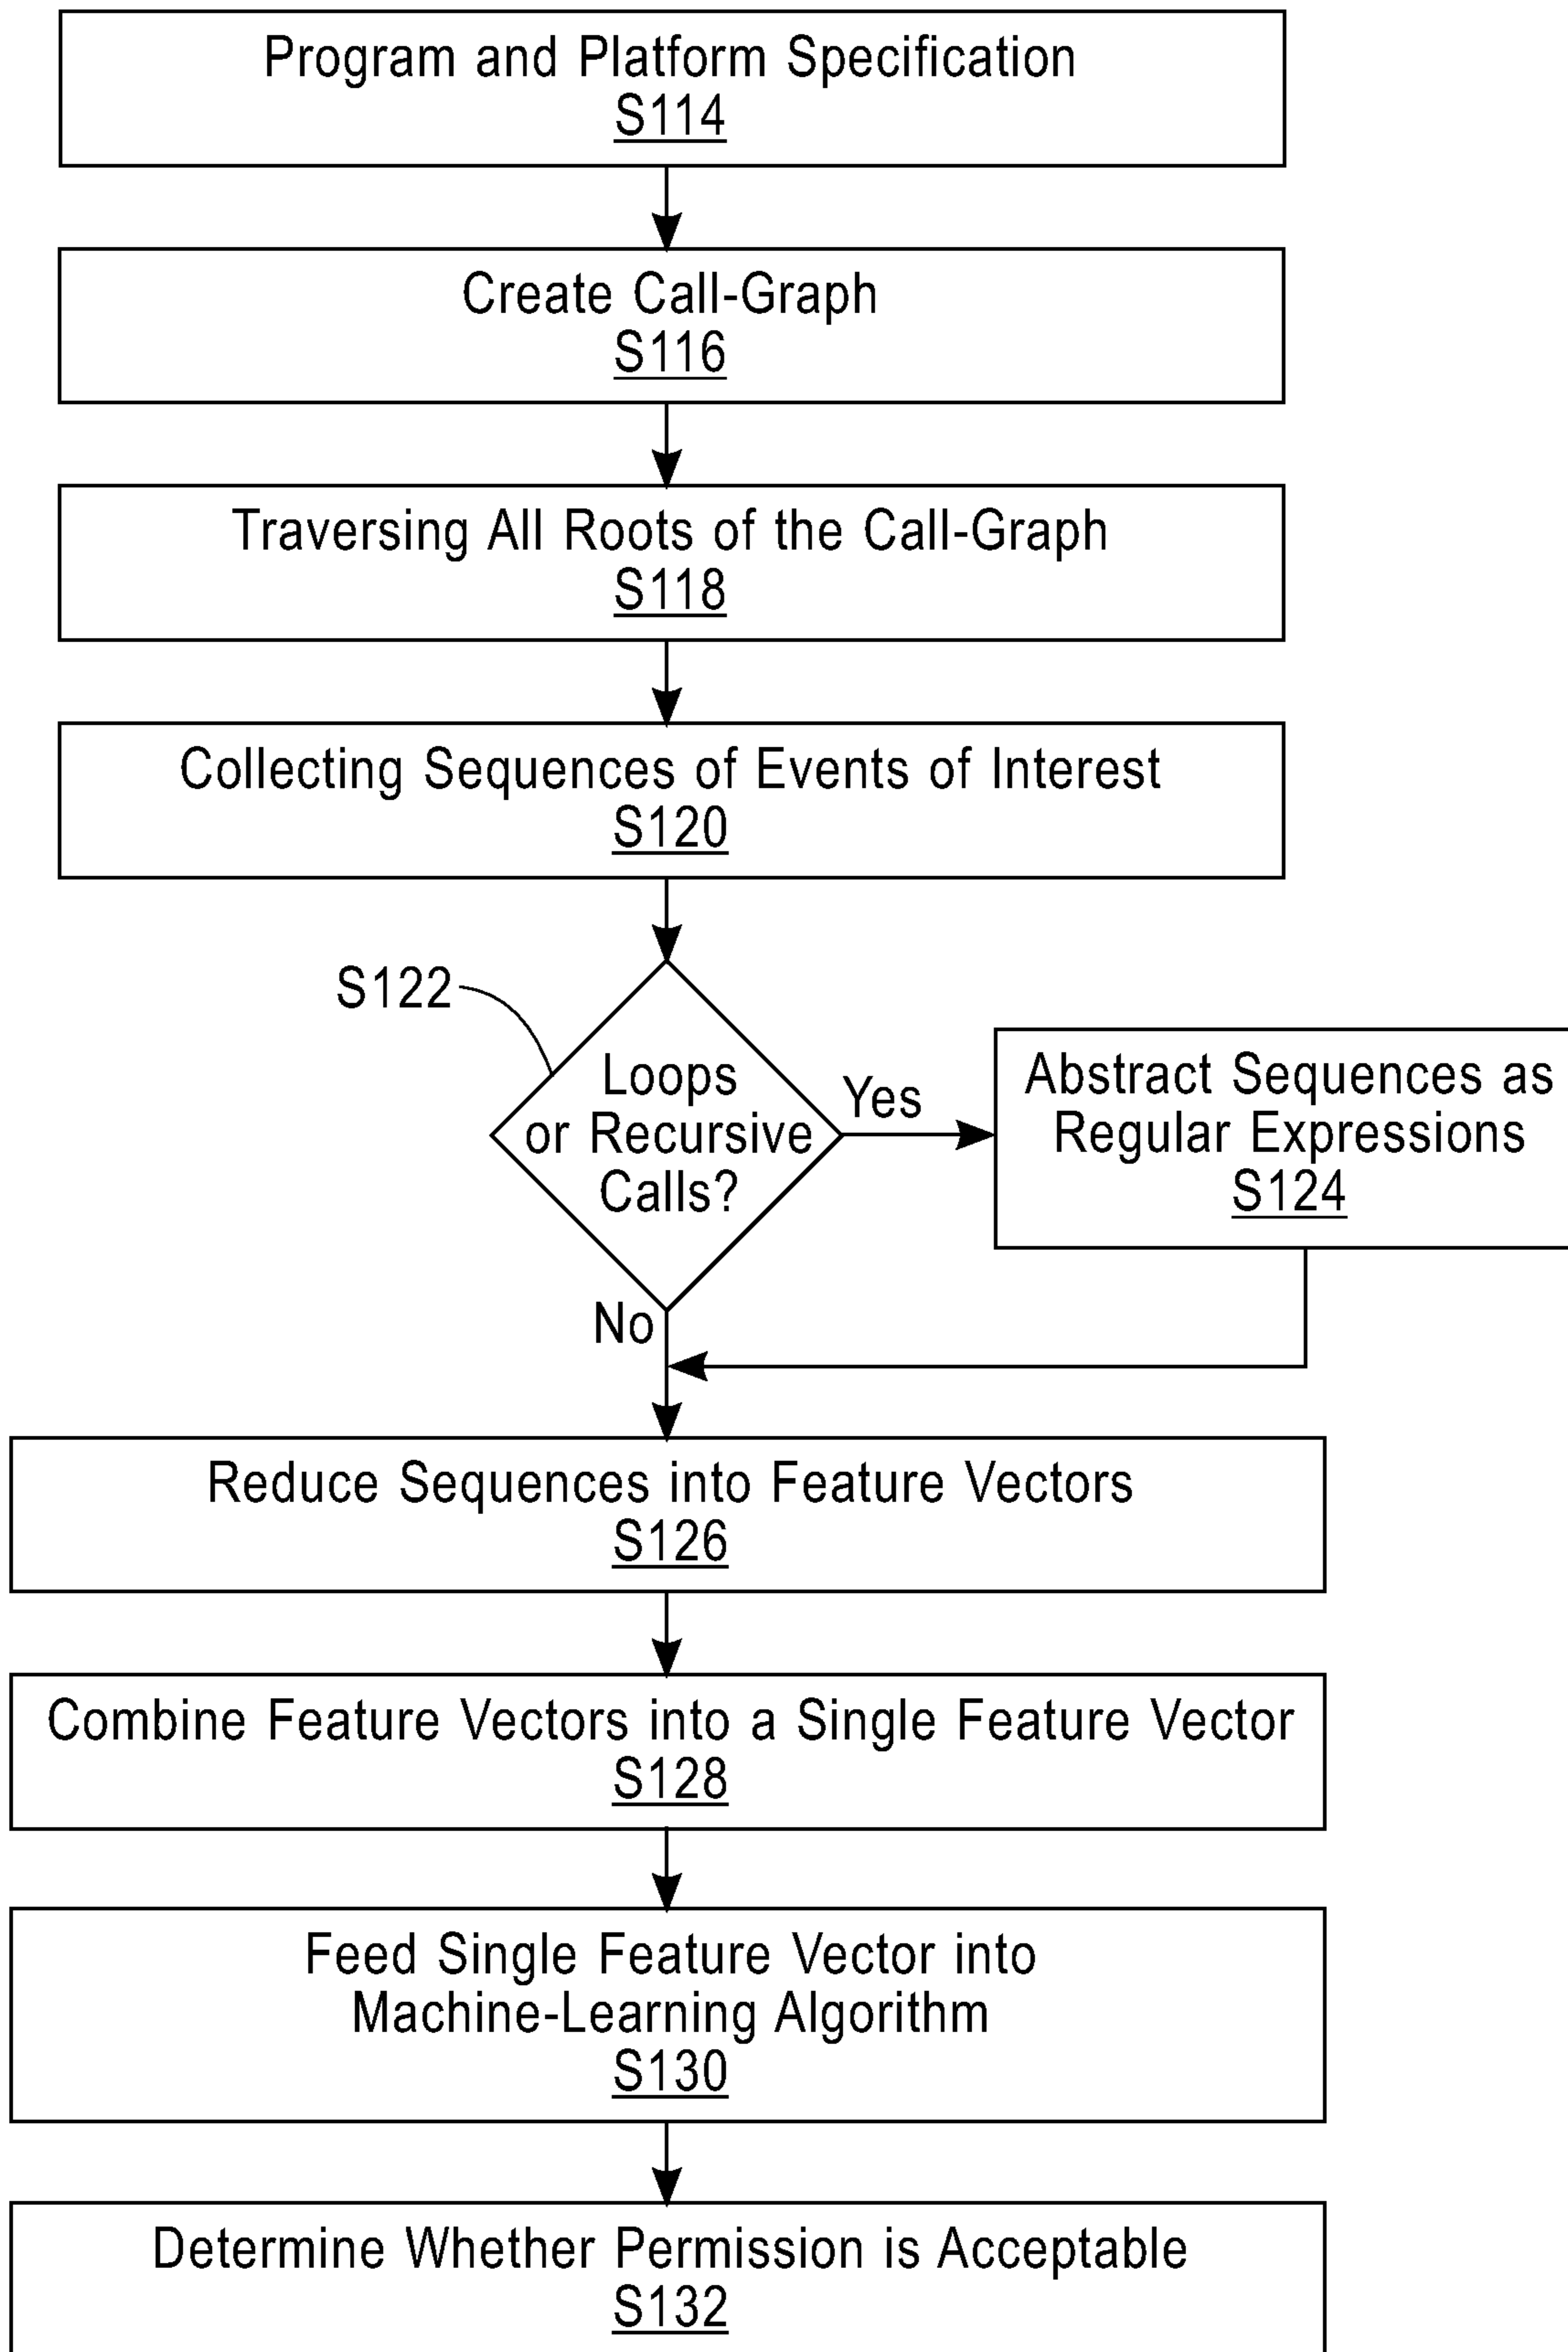 Program and Platform Specification
S114
Create Call-Graph
S116
Traversing All Roots of the Call-Graph
S118
Collecting Sequences of Events of Interest
S120
S122
Loops
or Recursive
Calls?
Yes
Abstract Sequences as
Regular Expressions
S124
No
Reduce Sequences into Feature Vectors
S126
Combine Feature Vectors into a Single Feature Vector
S128
Feed Single Feature Vector into
Machine-Learning Algorithm
S130
Determine Whether Permission is Acceptable
S132